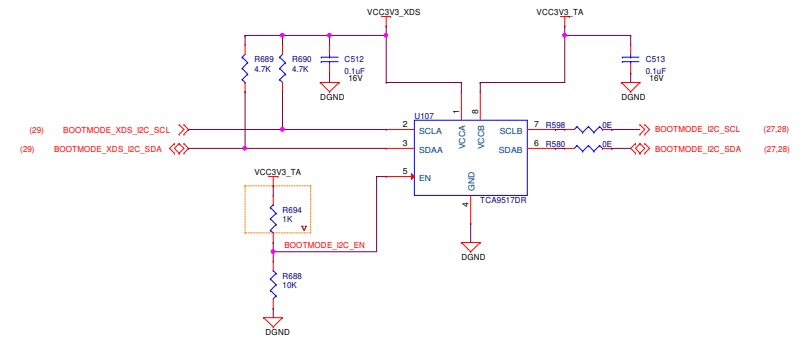 VCC3V3_XDS
VCC3V3_TA
R689
4.7K
R690
4.7K
C512
0.1uF
16V
DGND
C513
0.1uF
16V
DGND
1
8
U107
(29) BOOTMODE_XDS_I2C_SCL
2
SCLA
VCCA
VCCB
SCLB
7
R598
0E
BOOTMODE_I2C_SCL
(27,28)
(29) BOOTMODE_XDS_I2C_SDA
3
SDAA
SDAB
6
R580
0E
BOOTMODE_I2C_SDA
(27,28)
VCC3V3_TA
5
EN
GND
4
TCA9517DR
R694
1K
V
BOOTMODE_I2C_EN
DGND
R688
10K
DGND